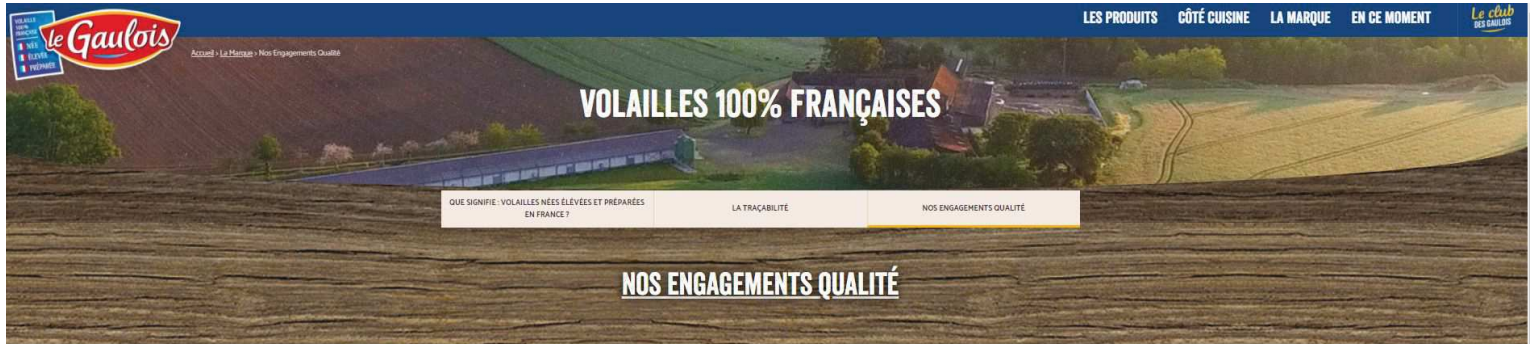 VOLAILLE
100%
FRANÇAISE
NÉE
ÉLEVÉE
PRÉPARÉE
le Gaulois
LES PRODUITS
CÔTÉ CUISINE
LA MARQUE
EN CE MOMENT
Le club
DES GAULOIS
Accueil › La Marque › Nos Engagements Qualité
VOLAILLES 100% FRANÇAISES
QUE SIGNIFIE : VOLAILLES NÉES ÉLÉVÉES ET PRÉPARÉES
EN FRANCE ?
LA TRAÇABILITÉ
NOS ENGAGEMENTS QUALITÉ
NOS ENGAGEMENTS QUALITÉ